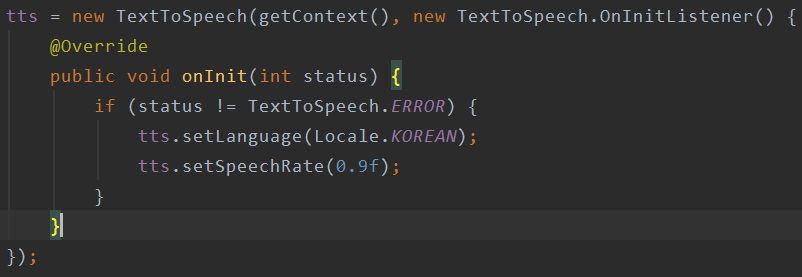 tts = new TextToSpeech(getContext(), new TextToSpeech.OnInitListener() {
    @Override
    public void onInit(int status) {
        if (status != TextToSpeech.ERROR) {
            tts.setLanguage(Locale.KOREAN);
            tts.setSpeechRate(0.9f);
        }
    }
});